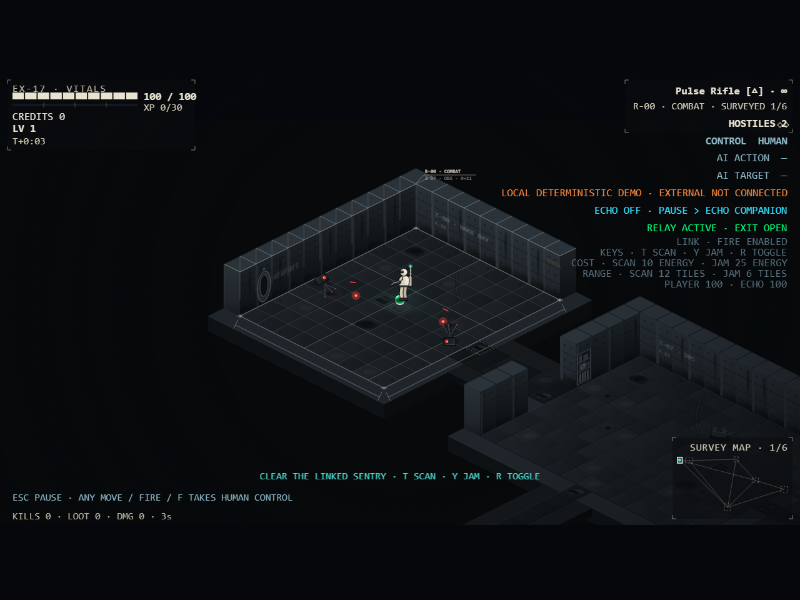 EX-17 · VITALS
100 / 100
XP 0/30
CREDITS 0
LV 1
T+0:03
Pulse Rifle [△] · ∞
R-00 · COMBAT · SURVEYED 1/6
HOSTILES 2
CONTROL HUMAN
AI ACTION —
AI TARGET —
LOCAL DETERMINISTIC DEMO · EXTERNAL NOT CONNECTED
ECHO OFF · PAUSE > ECHO COMPANION
RELAY ACTIVE · EXIT OPEN
LINK · FIRE ENABLED
KEYS · T SCAN · Y JAM · R TOGGLE
COST · SCAN 10 ENERGY · JAM 25 ENERGY
RANGE · SCAN 12 TILES · JAM 6 TILES
PLAYER 100 · ECHO 100
R-00 · COMBAT
SURVEY MAP · 1/6
CLEAR THE LINKED SENTRY · T SCAN · Y JAM · R TOGGLE
ESC PAUSE · ANY MOVE / FIRE / F TAKES HUMAN CONTROL
KILLS 0 · LOOT 0 · DMG 0 · 3s